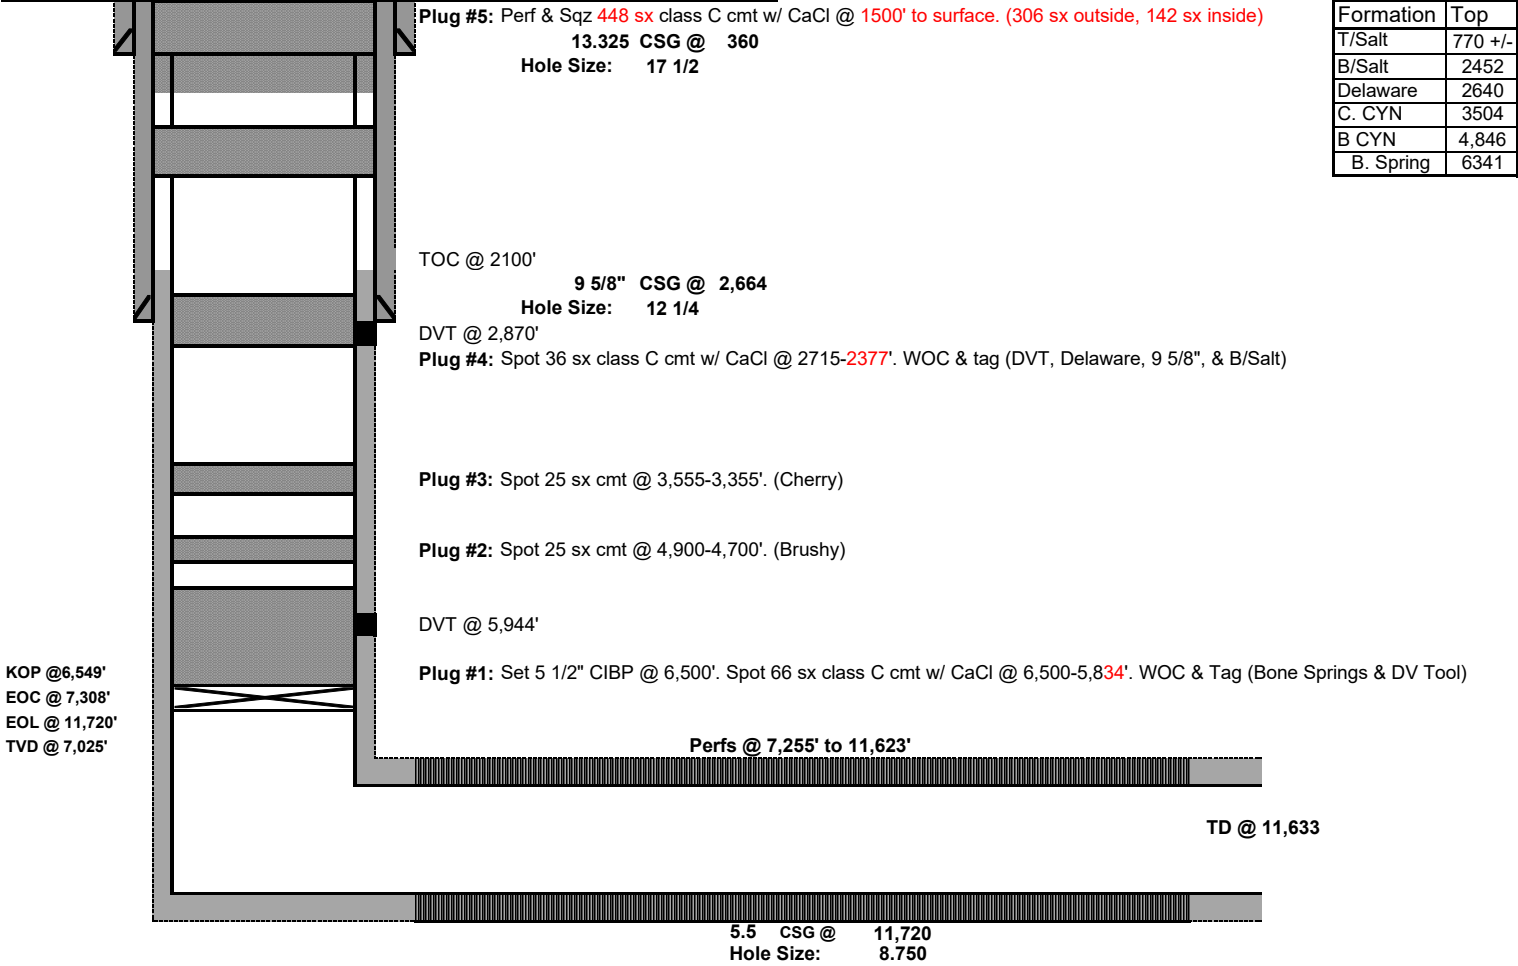 Plug #5: Perf & Sqz 448 sx class C cmt w/ CaCl @ 1500' to surface. (306 sx outside, 142 sx inside)
13.325 CSG @ 360
Hole Size: 17 1/2
Formation Top
T/Salt 770 +/-
B/Salt 2452
Delaware 2640
C. CYN 3504
B CYN 4,846
B. Spring 6341
TOC @ 2100'
9 5/8" CSG @ 2,664
Hole Size: 12 1/4
DVT @ 2,870'
Plug #4: Spot 36 sx class C cmt w/ CaCl @ 2715-2377'. WOC & tag (DVT, Delaware, 9 5/8", & B/Salt)
Plug #3: Spot 25 sx cmt @ 3,555-3,355'. (Cherry)
Plug #2: Spot 25 sx cmt @ 4,900-4,700'. (Brushy)
DVT @ 5,944'
Plug #1: Set 5 1/2" CIBP @ 6,500'. Spot 66 sx class C cmt w/ CaCl @ 6,500-5,834'. WOC & Tag (Bone Springs & DV Tool)
KOP @6,549'
EOC @ 7,308'
EOL @ 11,720'
TVD @ 7,025'
Perfs @ 7,255' to 11,623'
TD @ 11,633
5.5 CSG @ 11,720
Hole Size: 8.750